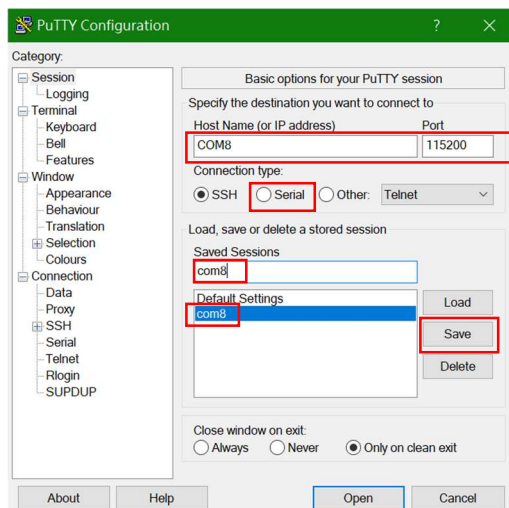 PuTTY Configuration ? ×
Category:
Session
Logging
Terminal
Keyboard
Bell
Features
Window
Appearance
Behaviour
Translation
Selection
Colours
Connection
Data
Proxy
SSH
Serial
Telnet
Rlogin
SUPDUP
Basic options for your PuTTY session
Specify the destination you want to connect to
Host Name (or IP address) Port
COM8 115200
Connection type:
SSH Serial Other: Telnet
Load, save or delete a stored session
Saved Sessions
com8
Default Settings
com8
Load
Save
Delete
Close window on exit:
Always Never Only on clean exit
About Help Open Cancel